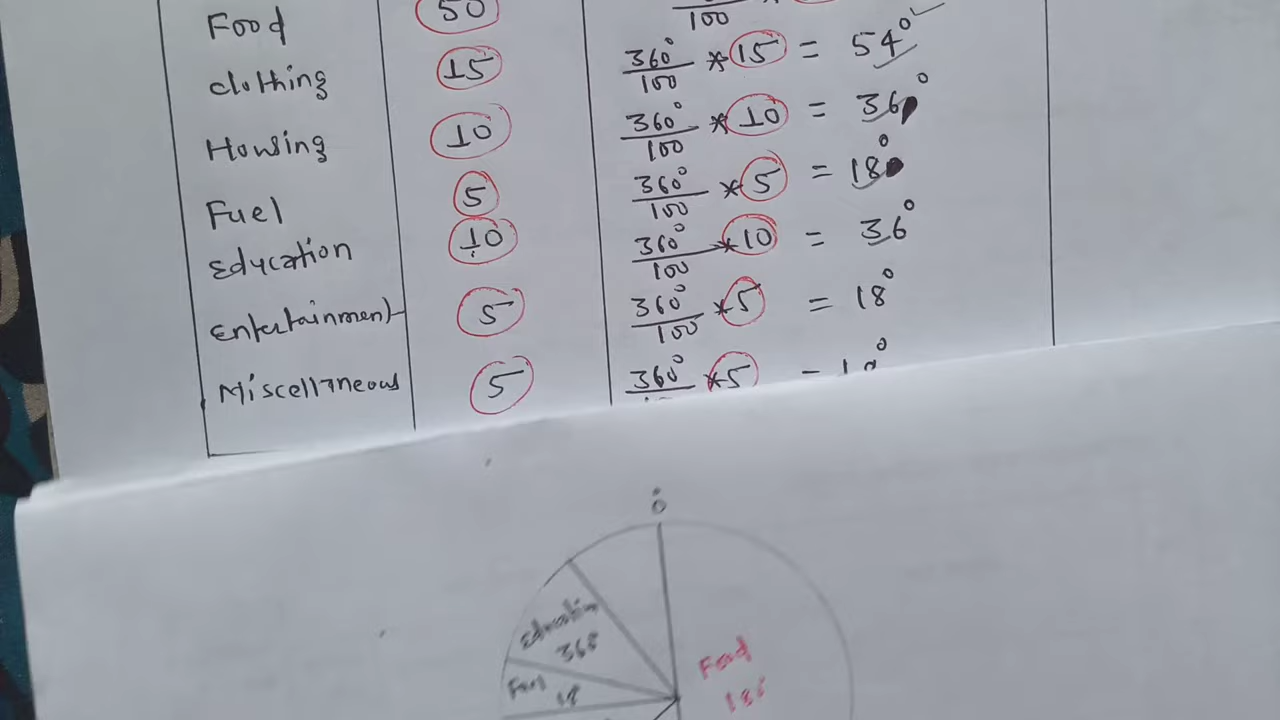 Food 50 /100
Clothing 15 360°/100 * 15 = 54°
Housing 10 360°/100 * 10 = 36°
Fuel 5 360°/100 * 5 = 18°
Education 10 360°/100 * 10 = 36°
Entertainment 5 360°/100 * 5 = 18°
Miscellaneous 5 360° * 5 =
0
Education
36°
Food
Fuel
18